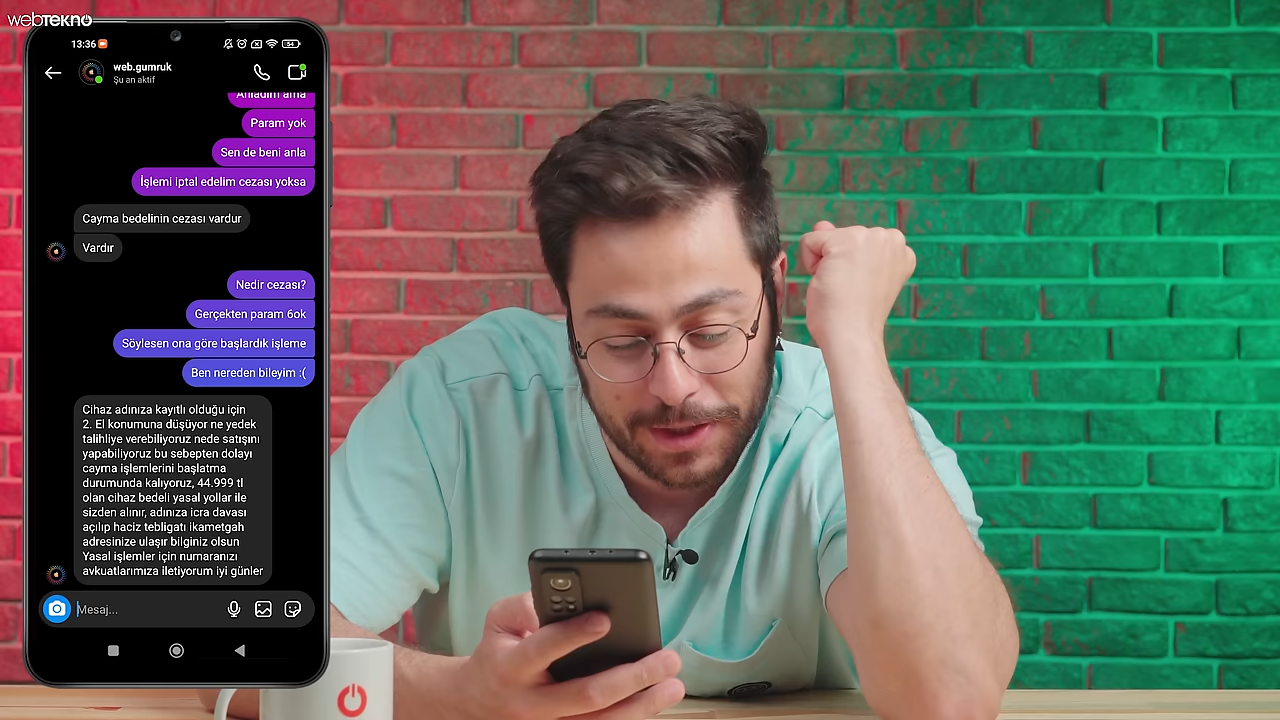 webTEKNO
13:36
54
web.gumruk
Şu an aktif
Anladım ama
Param yok
Sen de beni anla
İşlemi iptal edelim cezası yoksa
Cayma bedelinin cezası vardur
Vardır
Nedir cezası?
Gerçekten param 6ok
Söylesen ona göre başlardık işleme
Ben nereden bileyim :(
Cihaz adınıza kayıtlı olduğu için
2. El konumuna düşüyor ne yedek
talihliye verebiliyoruz nede satışını
yapabiliyoruz bu sebepten dolayı
cayma işlemlerini başlatma
durumunda kalıyoruz, 44.999 tl
olan cihaz bedeli yasal yollar ile
sizden alınır, adınıza icra davası
açılıp haciz tebligatı ikametgah
adresinize ulaşır bilginiz olsun
Yasal işlemler için numaranızı
avkuatlarımıza iletiyorum iyi günler
Mesaj...